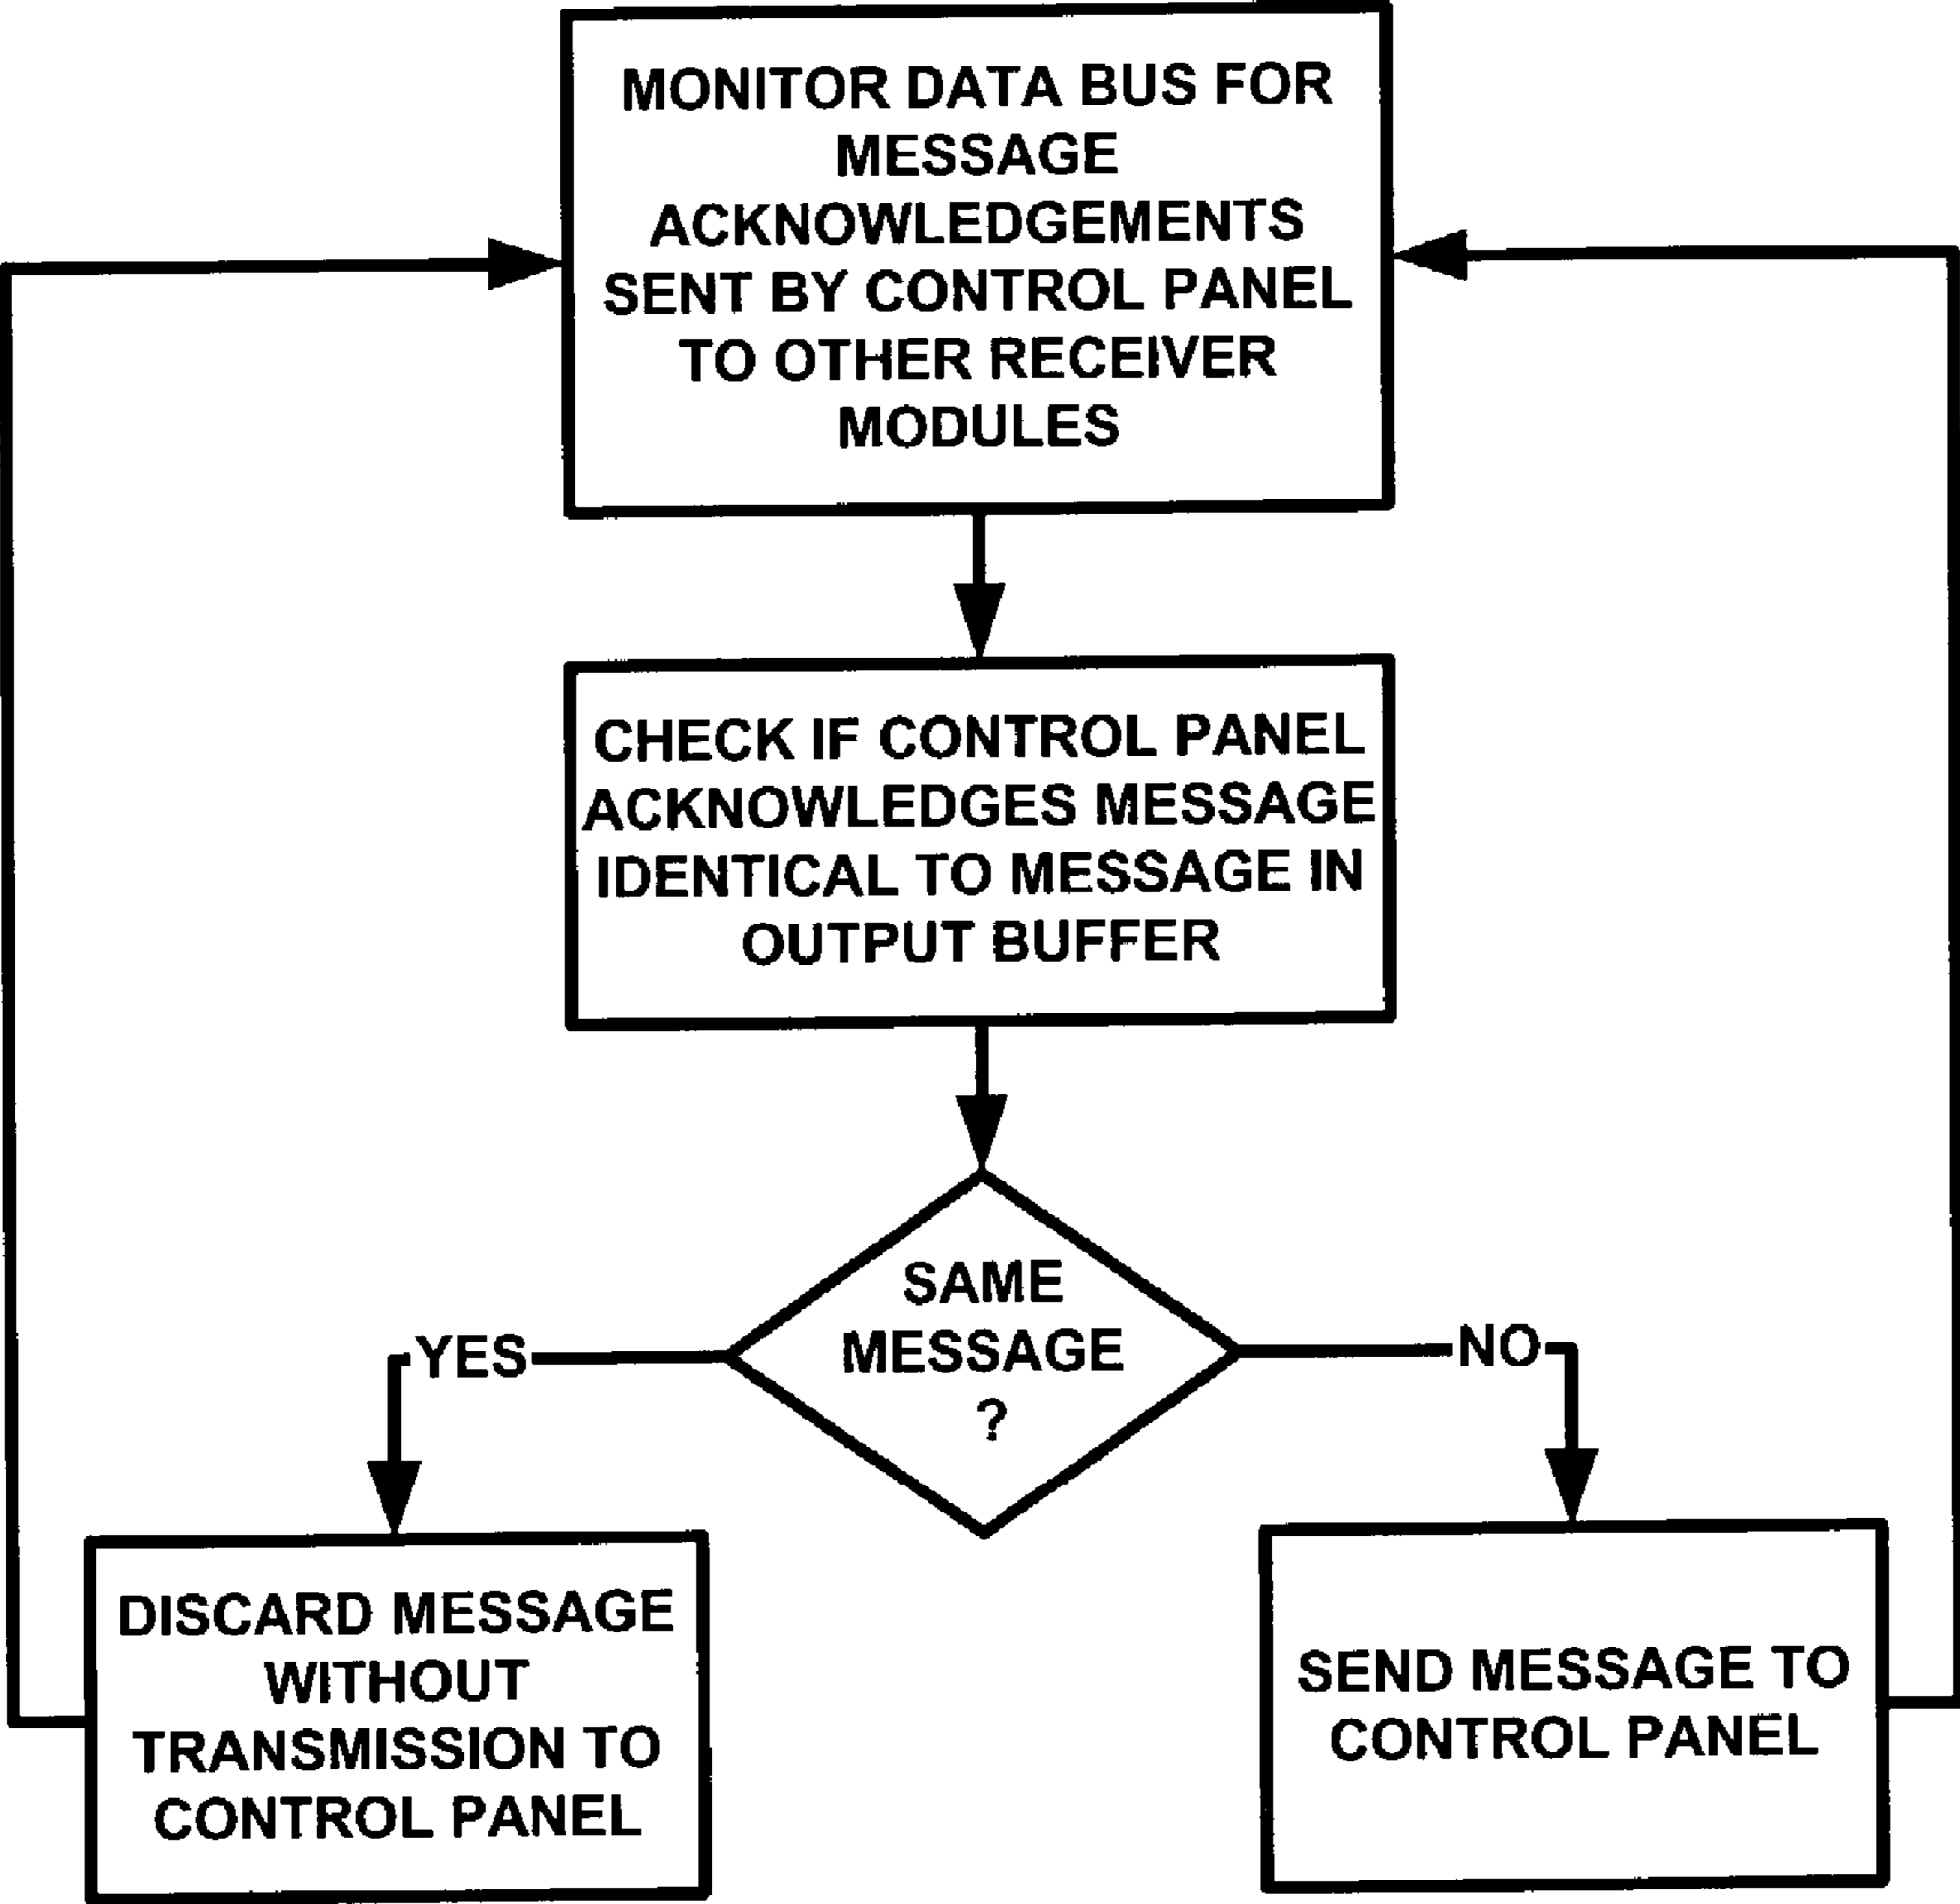 MONITOR DATA BUS FOR
MESSAGE
ACKNOWLEDGEMENTS
SENT BY CONTROL PANEL
TO OTHER RECEIVER
MODULES
CHECK IF CONTROL PANEL
ACKNOWLEDGES MESSAGE
IDENTICAL TO MESSAGE IN
OUTPUT BUFFER
SAME
MESSAGE
?
YES
NO
DISCARD MESSAGE
WITHOUT
TRANSMISSION TO
CONTROL PANEL
SEND MESSAGE TO
CONTROL PANEL